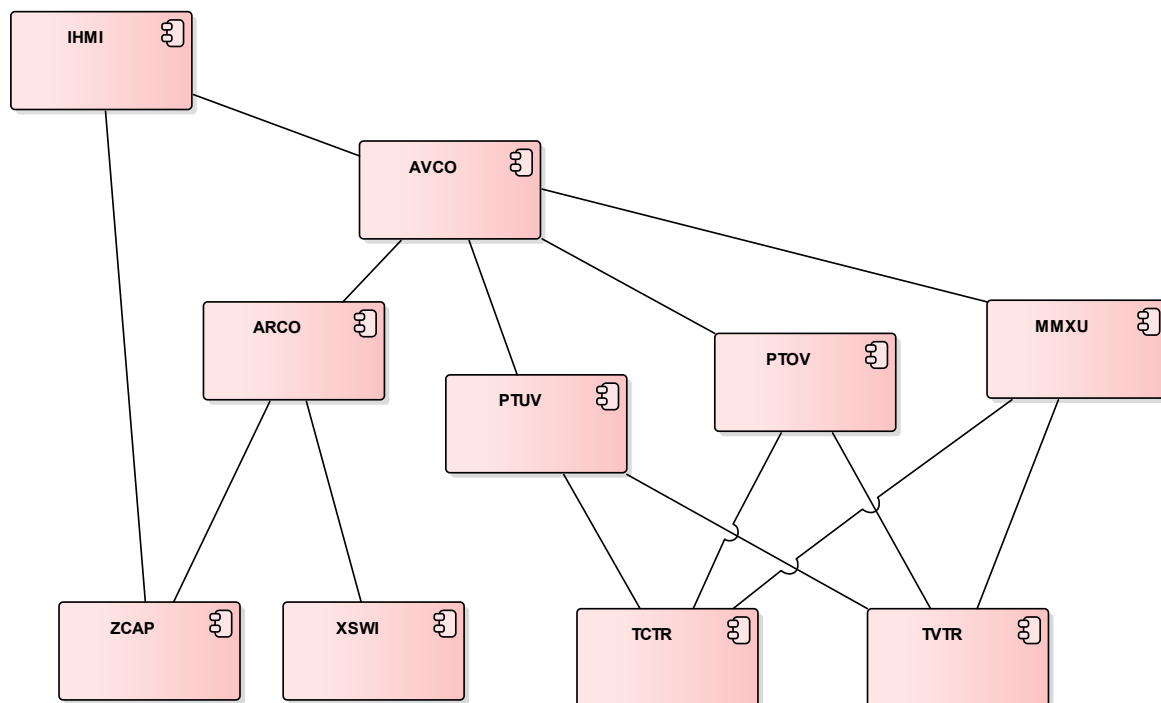 IHMI
AVCO
ARCO
MMXU
PTOV
PTUV
ZCAP
XSWI
TCTR
TVTR